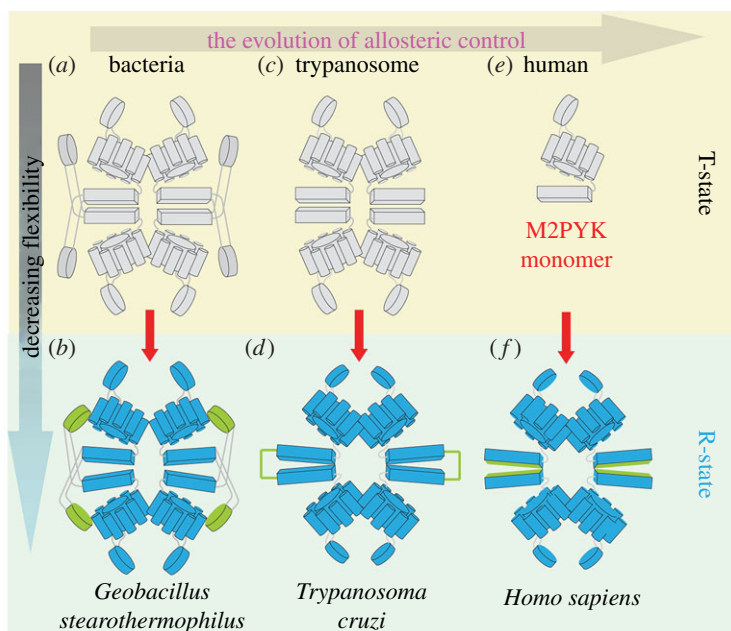 the evolution of allosteric control
(a) bacteria
(c) trypanosome
(e) human
decreasing flexibility
T-state
M2PYK
monomer
(b)
(d)
(f)
R-state
Geobacillus
stearothermophilus
Trypanosoma
cruzi
Homo sapiens